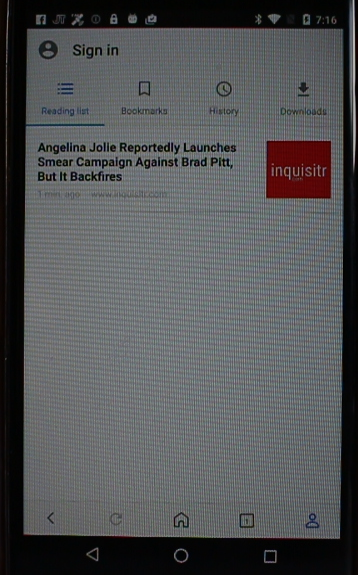 7:16
Sign in
Reading list
Bookmarks
History
Downloads
Angelina Jolie Reportedly Launches
Smear Campaign Against Brad Pitt,
But It Backfires
1 min. ago www.inquisitr.com
inquisitr
.com
1